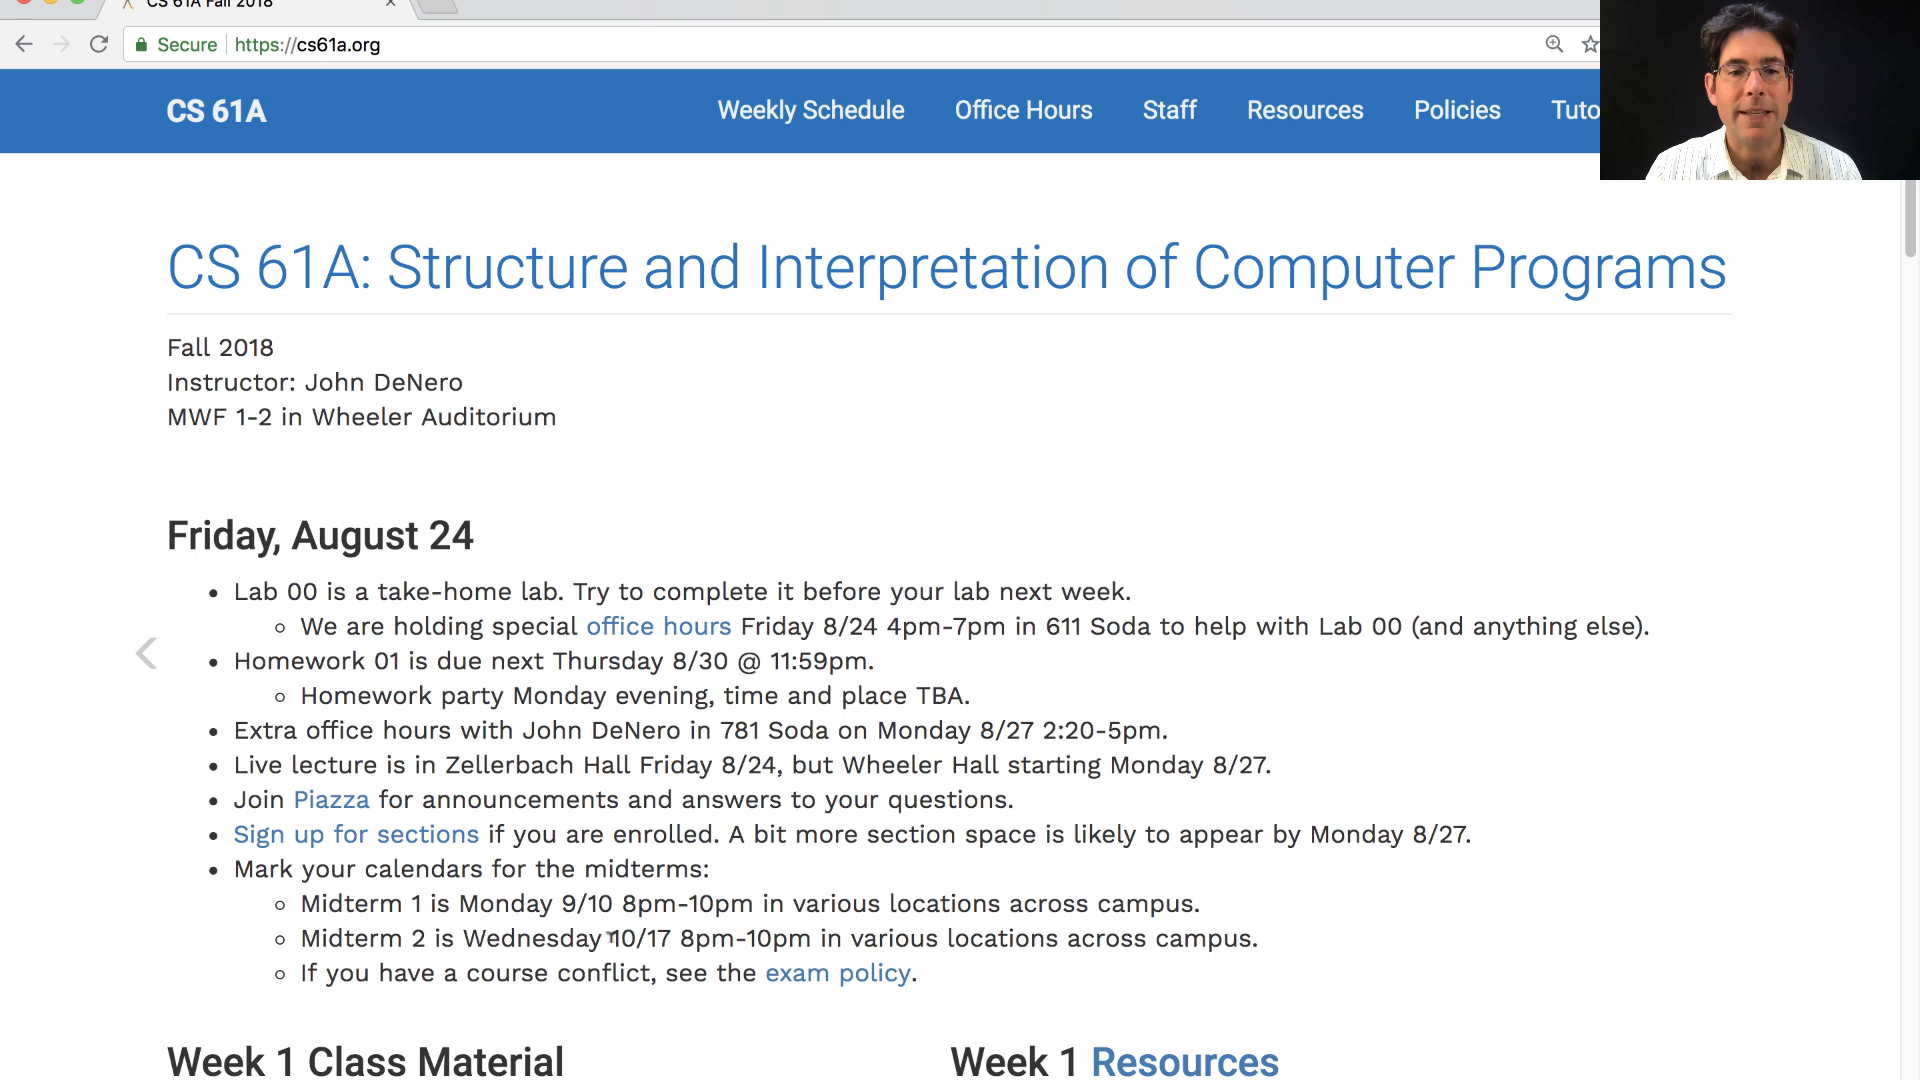 CS 61A Fall 2018
Secure https://cs61a.org
CS 61A Weekly Schedule Office Hours Staff Resources Policies
CS 61A: Structure and Interpretation of Computer Programs
Fall 2018
Instructor: John DeNero
MWF 1-2 in Wheeler Auditorium
Friday, August 24
Lab 00 is a take-home lab. Try to complete it before your lab next week.
We are holding special office hours Friday 8/24 4pm-7pm in 611 Soda to help with Lab 00 (and anything else).
Homework 01 is due next Thursday 8/30 @ 11:59pm.
Homework party Monday evening, time and place TBA.
Extra office hours with John DeNero in 781 Soda on Monday 8/27 2:20-5pm.
Live lecture is in Zellerbach Hall Friday 8/24, but Wheeler Hall starting Monday 8/27.
Join Piazza for announcements and answers to your questions.
Sign up for sections if you are enrolled. A bit more section space is likely to appear by Monday 8/27.
Mark your calendars for the midterms:
Midterm 1 is Monday 9/10 8pm-10pm in various locations across campus.
Midterm 2 is Wednesday 10/17 8pm-10pm in various locations across campus.
If you have a course conflict, see the exam policy.
Week 1 Class Material
Week 1 Resources